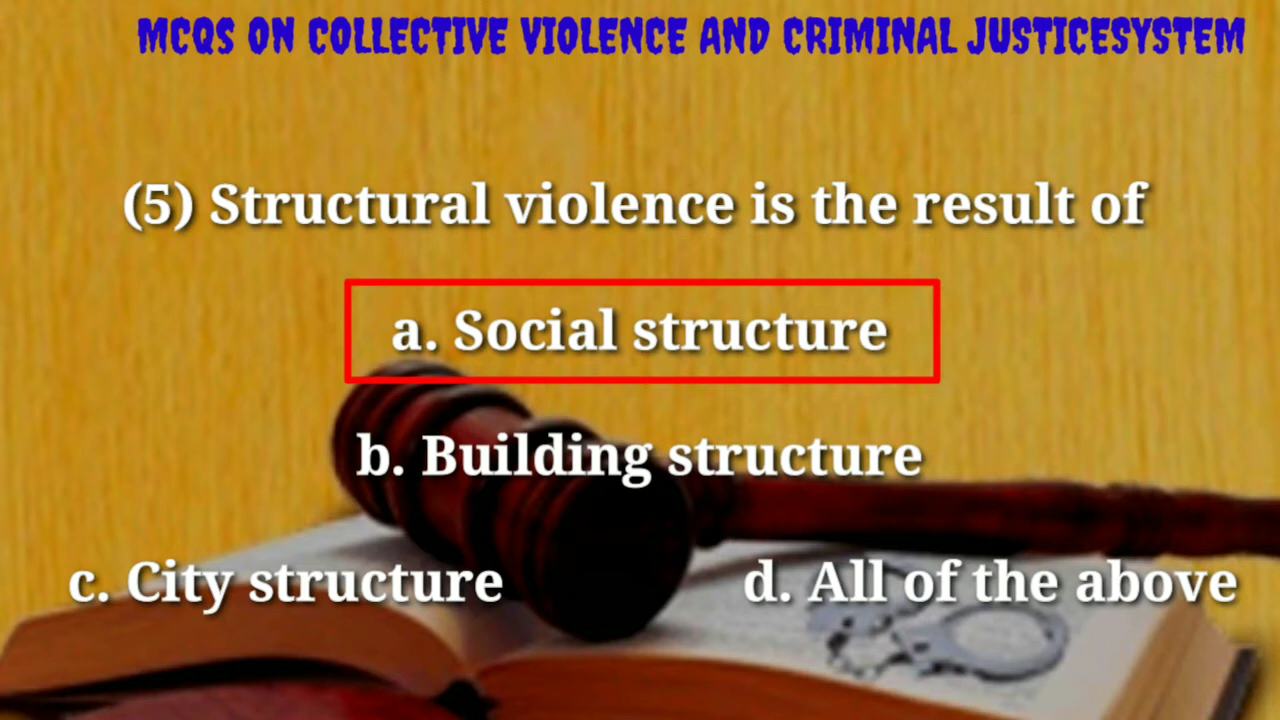 MCQS ON COLLECTIVE VIOLENCE AND CRIMINAL JUSTICESYSTEM
(5) Structural violence is the result of
a. Social structure
b. Building structure
c. City structure
d. All of the above